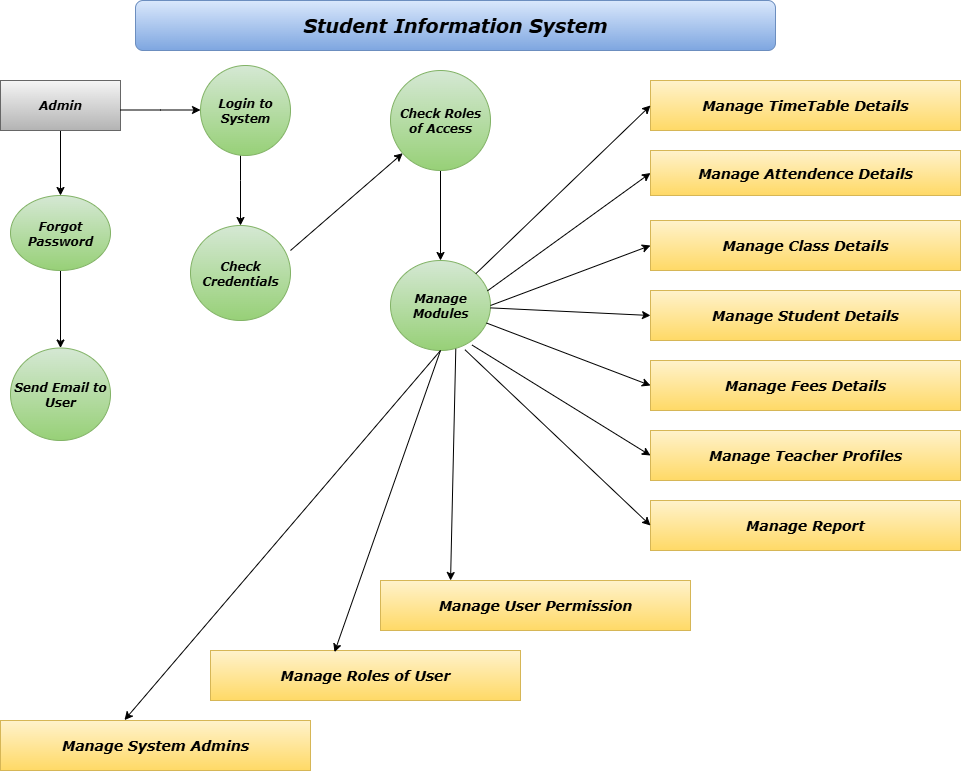 Student Information System
Admin
Login to
System
Check Roles
of Access
Manage TimeTable Details
Manage Attendence Details
Forgot
Password
Check
Credentials
Manage Class Details
Manage
Modules
Manage Student Details
Send Email to
User
Manage Fees Details
Manage Teacher Profiles
Manage Report
Manage User Permission
Manage Roles of User
Manage System Admins